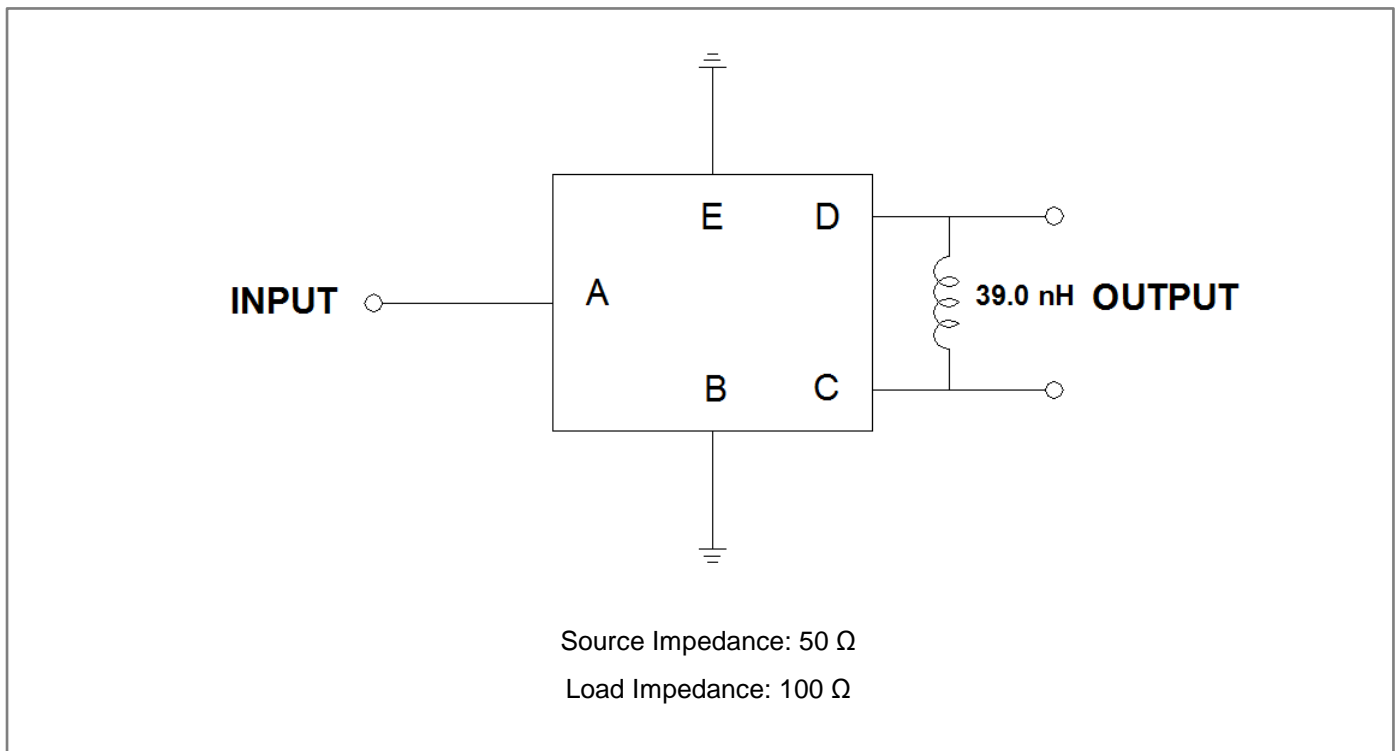 E D
INPUT A 39.0 nH OUTPUT
B C
Source Impedance: 50 Ω
Load Impedance: 100 Ω